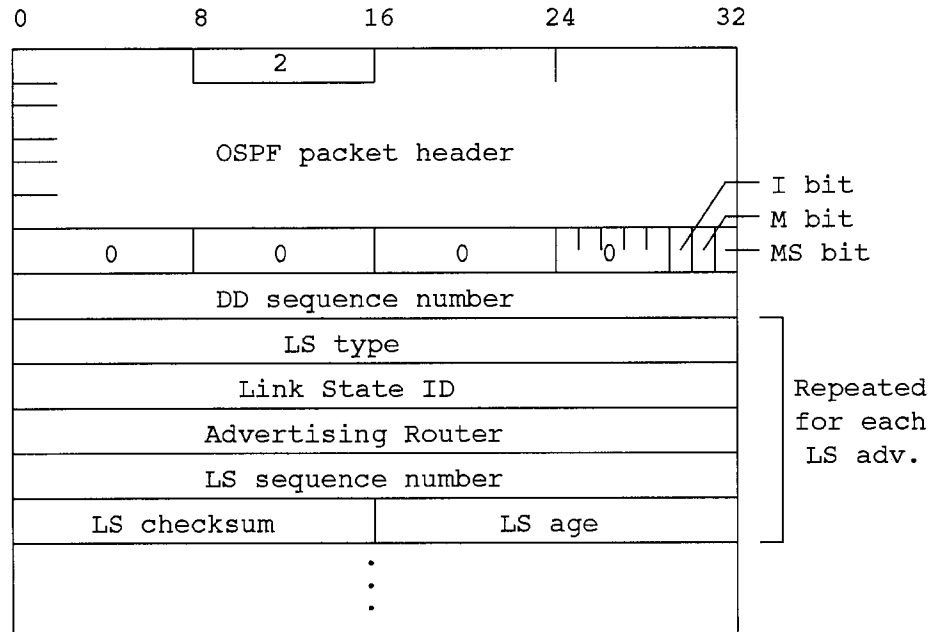 0 8 16 24 32
2
OSPF packet header
I bit
M bit
0 0 0 0 MS bit
DD sequence number
LS type
Link State ID
Advertising Router
LS sequence number
LS checksum LS age
Repeated
for each
LS adv.